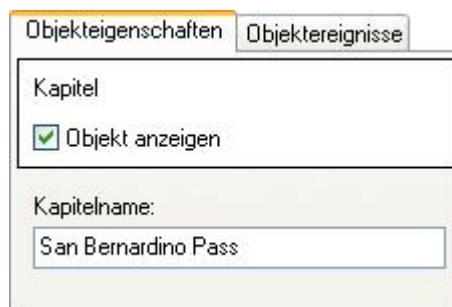 Objekteigenschaften Objektereignisse
Kapitel
Objekt anzeigen
Kapitelname:
San Bernardino Pass